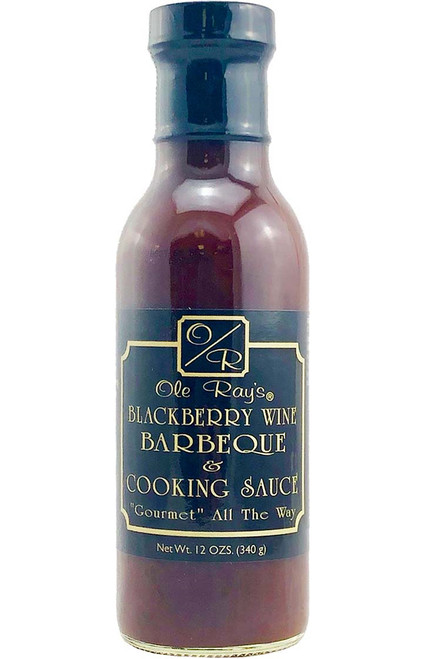 O/R
Ole Ray's®
BLACKBERRY WINE
BARBEQUE
&
COOKING SAUCE
"Gourmet" All The Way
Net Wt. 12 OZS. (340 g)